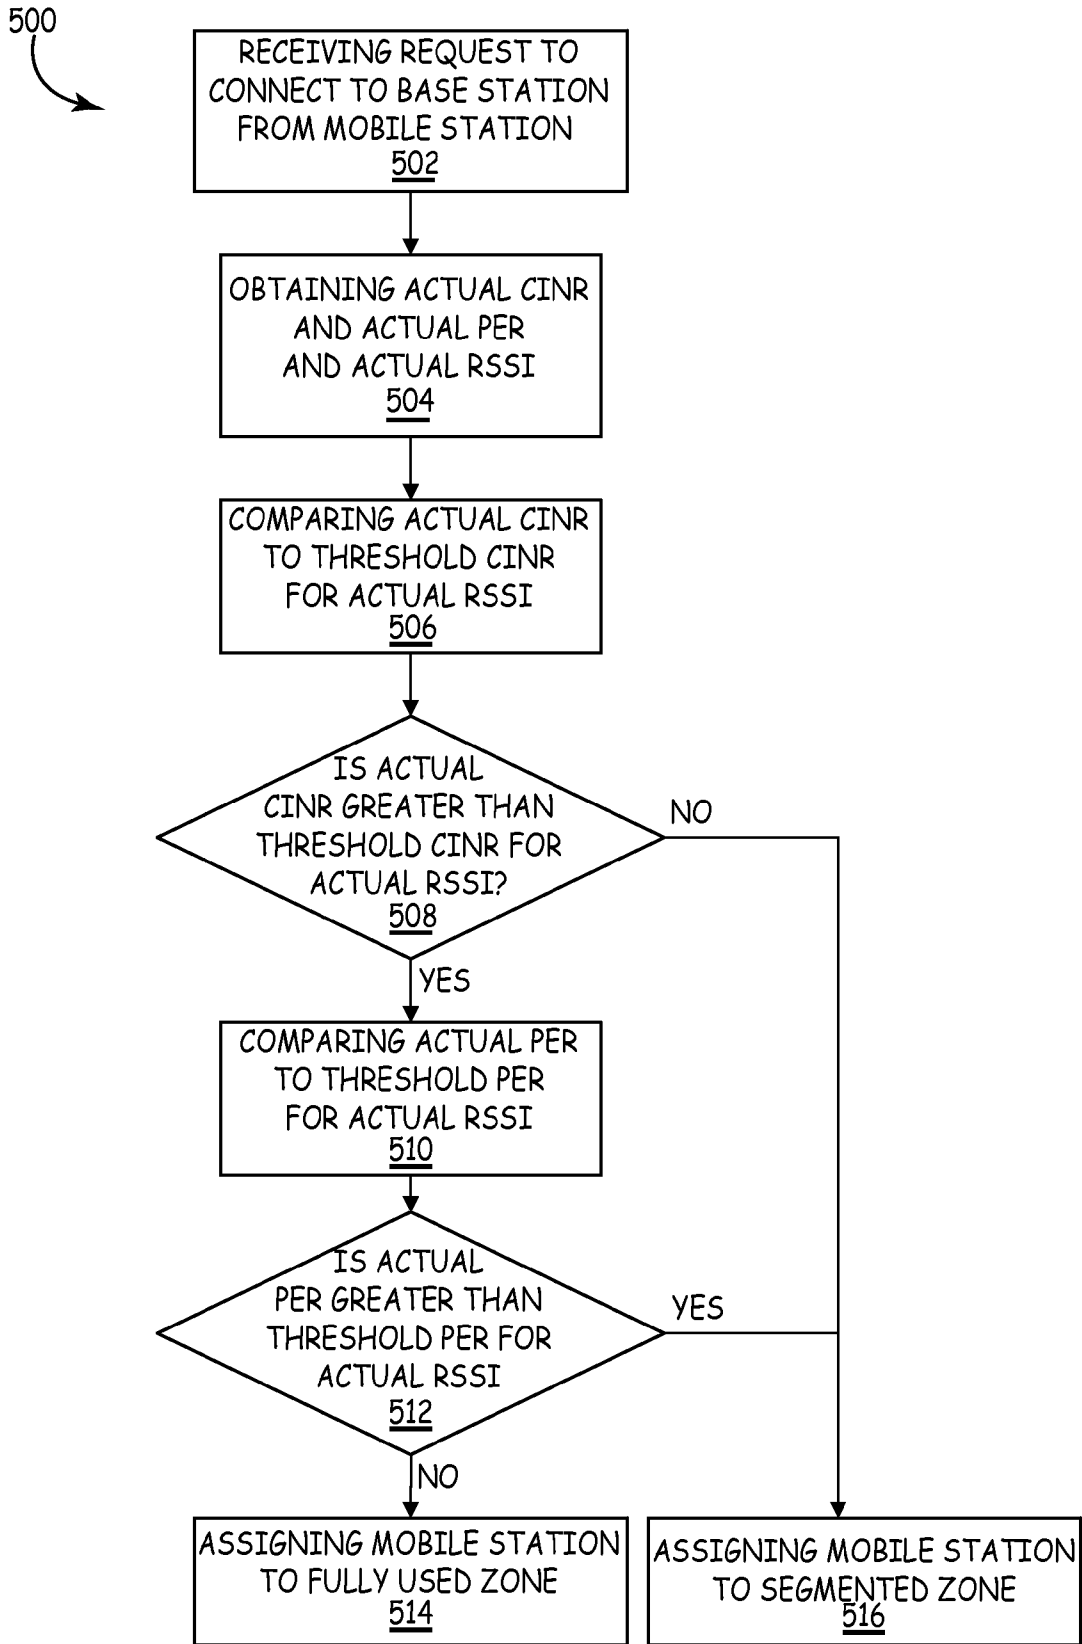 500
RECEIVING REQUEST TO
CONNECT TO BASE STATION
FROM MOBILE STATION
502
OBTAINING ACTUAL CINR
AND ACTUAL PER
AND ACTUAL RSSI
504
COMPARING ACTUAL CINR
TO THRESHOLD CINR
FOR ACTUAL RSSI
506
IS ACTUAL
CINR GREATER THAN
THRESHOLD CINR FOR
ACTUAL RSSI?
508
NO
YES
COMPARING ACTUAL PER
TO THRESHOLD PER
FOR ACTUAL RSSI
510
IS ACTUAL
PER GREATER THAN
THRESHOLD PER FOR
ACTUAL RSSI
512
YES
NO
ASSIGNING MOBILE STATION
TO FULLY USED ZONE
514
ASSIGNING MOBILE STATION
TO SEGMENTED ZONE
516